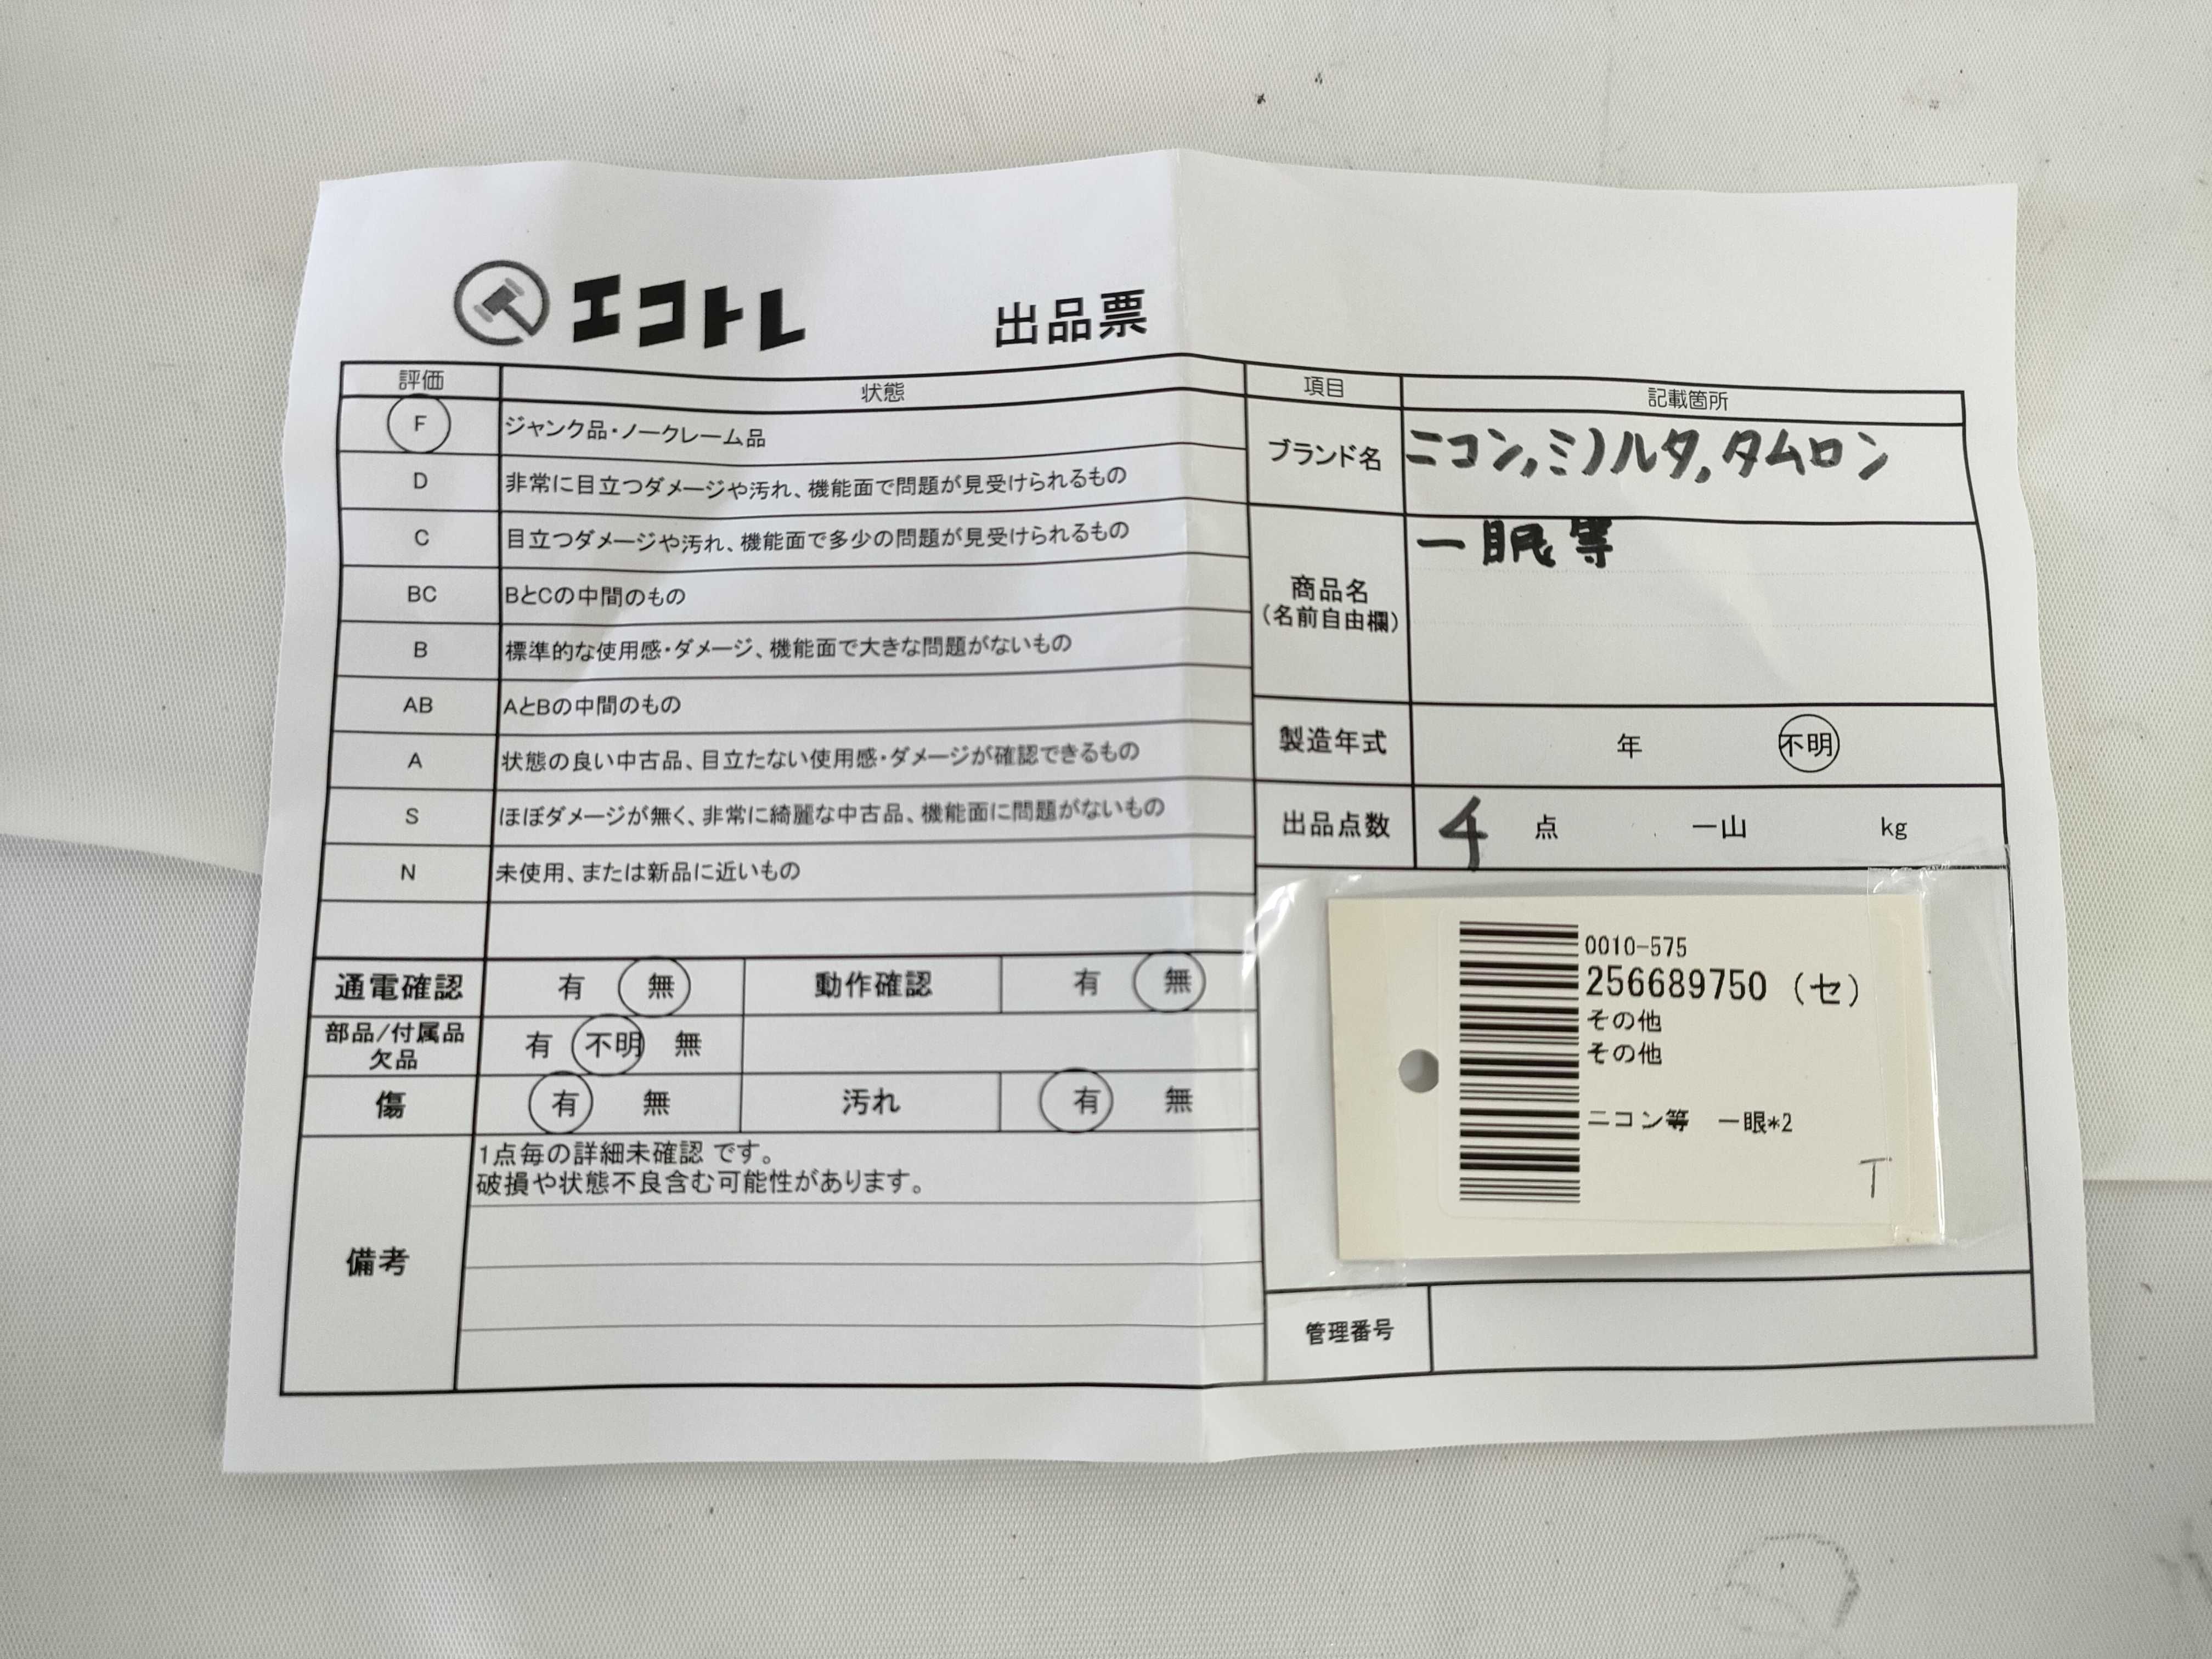 エコトレ 出品票
評価 状態
F ジャンク品・ノークレーム品
D 非常に目立つダメージや汚れ、機能面で問題が見受けられるもの
C 目立つダメージや汚れ、機能面で多少の問題が見受けられるもの
BC BとCの中間のもの
B 標準的な使用感・ダメージ、機能面で大きな問題がないもの
AB AとBの中間のもの
A 状態の良い中古品、目立たない使用感・ダメージが確認できるもの
S ほぼダメージが無く、非常に綺麗な中古品、機能面に問題がないもの
N 未使用、または新品に近いもの
通電確認 有 無 動作確認 有 無
部品/付属品
欠品 有 不明 無
傷 有 無 汚れ 有 無
備考
1点毎の詳細未確認 です。
破損や状態不良含む可能性があります。
項目 記載箇所
ブランド名 ニコン,ミノルタ,タムロン
商品名
(名前自由欄) 一眼等
製造年式 年 不明
出品点数 4 点 一山 kg
0010-575
256689750 (セ)
その他
その他
ニコン等 一眼*2
T
管理番号